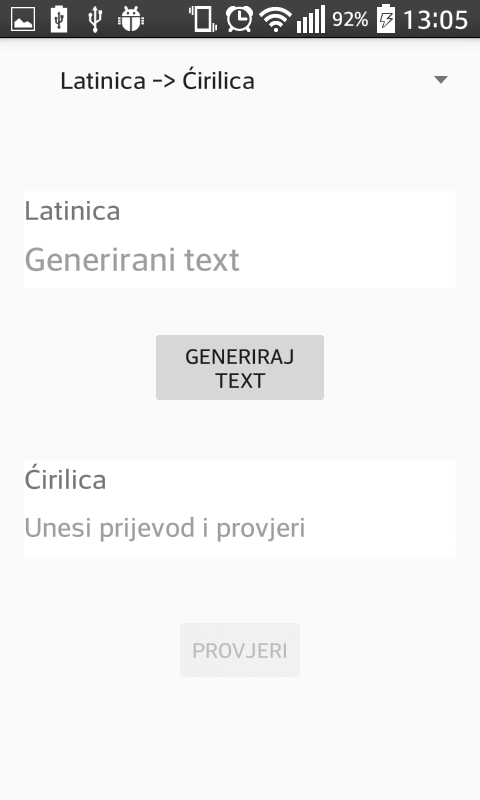 92% 13:05
Latinica -> Ćirilica
Latinica
Generirani text
GENERIRAJ
TEXT
Ćirilica
Unesi prijevod i provjeri
PROVJERI